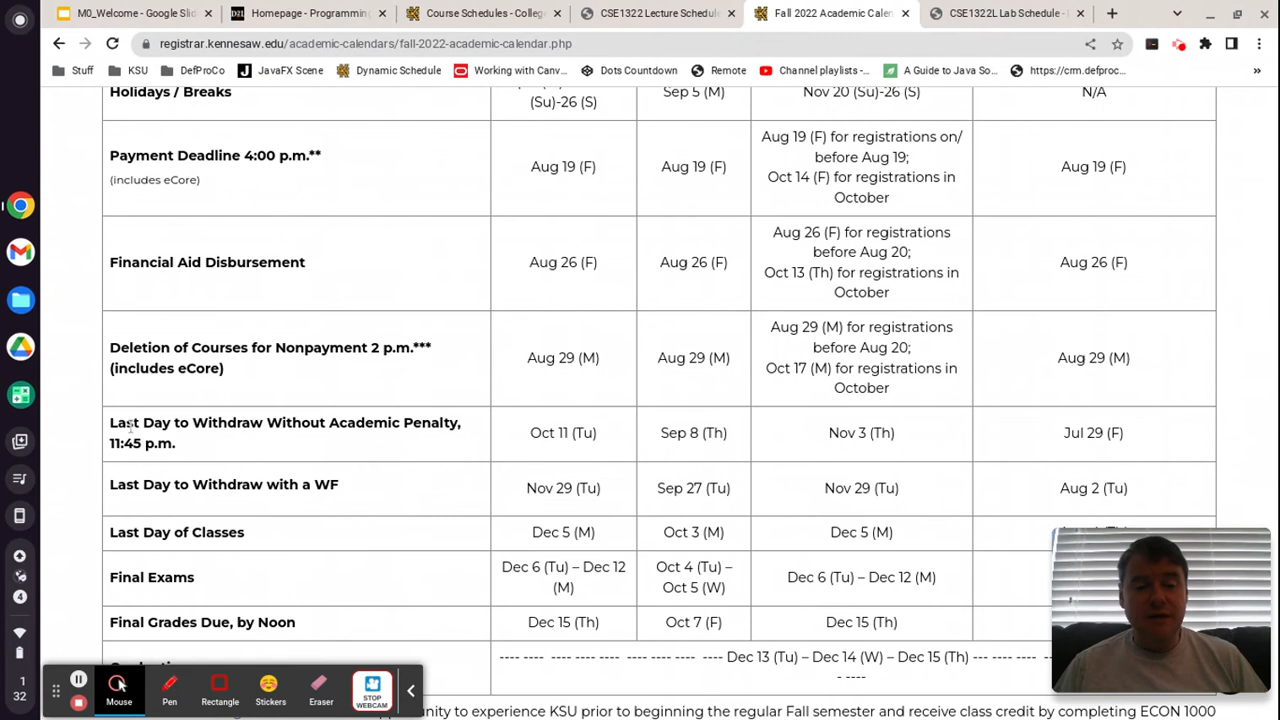 M0_Welcome - Google Slid
Homepage - Programming
Course Schedules - Colleg
CSE1322 Lecture Schedule
Fall 2022 Academic Calen
CSE1322L Lab Schedule -
registrar.kennesaw.edu/academic-calendars/fall-2022-academic-calendar.php
Stuff
KSU
DefProCo
JavaFX Scene
Dynamic Schedule
Working with Canv...
Dots Countdown
Remote
Channel playlists -...
A Guide to Java So...
https://crm.defproc...
»
Holidays / Breaks
(Su)-26 (S)
Sep 5 (M)
Nov 20 (Su)-26 (S)
N/A
Payment Deadline 4:00 p.m.**
(includes eCore)
Aug 19 (F)
Aug 19 (F)
Aug 19 (F) for registrations on/
before Aug 19;
Oct 14 (F) for registrations in
October
Aug 19 (F)
Financial Aid Disbursement
Aug 26 (F)
Aug 26 (F)
Aug 26 (F) for registrations
before Aug 20;
Oct 13 (Th) for registrations in
October
Aug 26 (F)
Deletion of Courses for Nonpayment 2 p.m.***
(includes eCore)
Aug 29 (M)
Aug 29 (M)
Aug 29 (M) for registrations
before Aug 20;
Oct 17 (M) for registrations in
October
Aug 29 (M)
Last Day to Withdraw Without Academic Penalty,
11:45 p.m.
Oct 11 (Tu)
Sep 8 (Th)
Nov 3 (Th)
Jul 29 (F)
Last Day to Withdraw with a WF
Nov 29 (Tu)
Sep 27 (Tu)
Nov 29 (Tu)
Aug 2 (Tu)
Last Day of Classes
Dec 5 (M)
Oct 3 (M)
Dec 5 (M)
Final Exams
Dec 6 (Tu) – Dec 12
(M)
Oct 4 (Tu) –
Oct 5 (W)
Dec 6 (Tu) – Dec 12 (M)
Final Grades Due, by Noon
Dec 15 (Th)
Oct 7 (F)
Dec 15 (Th)
---- ---- ---- ---- ---- ---- ---- ---- Dec 13 (Tu) – Dec 14 (W) – Dec 15 (Th) --- ---- ----
- ----
opportunity to experience KSU prior to beginning the regular Fall semester and receive class credit by completing ECON 1000
Mouse
Pen
Rectangle
Stickers
Eraser
STOP
WEBCAM
4
1
32